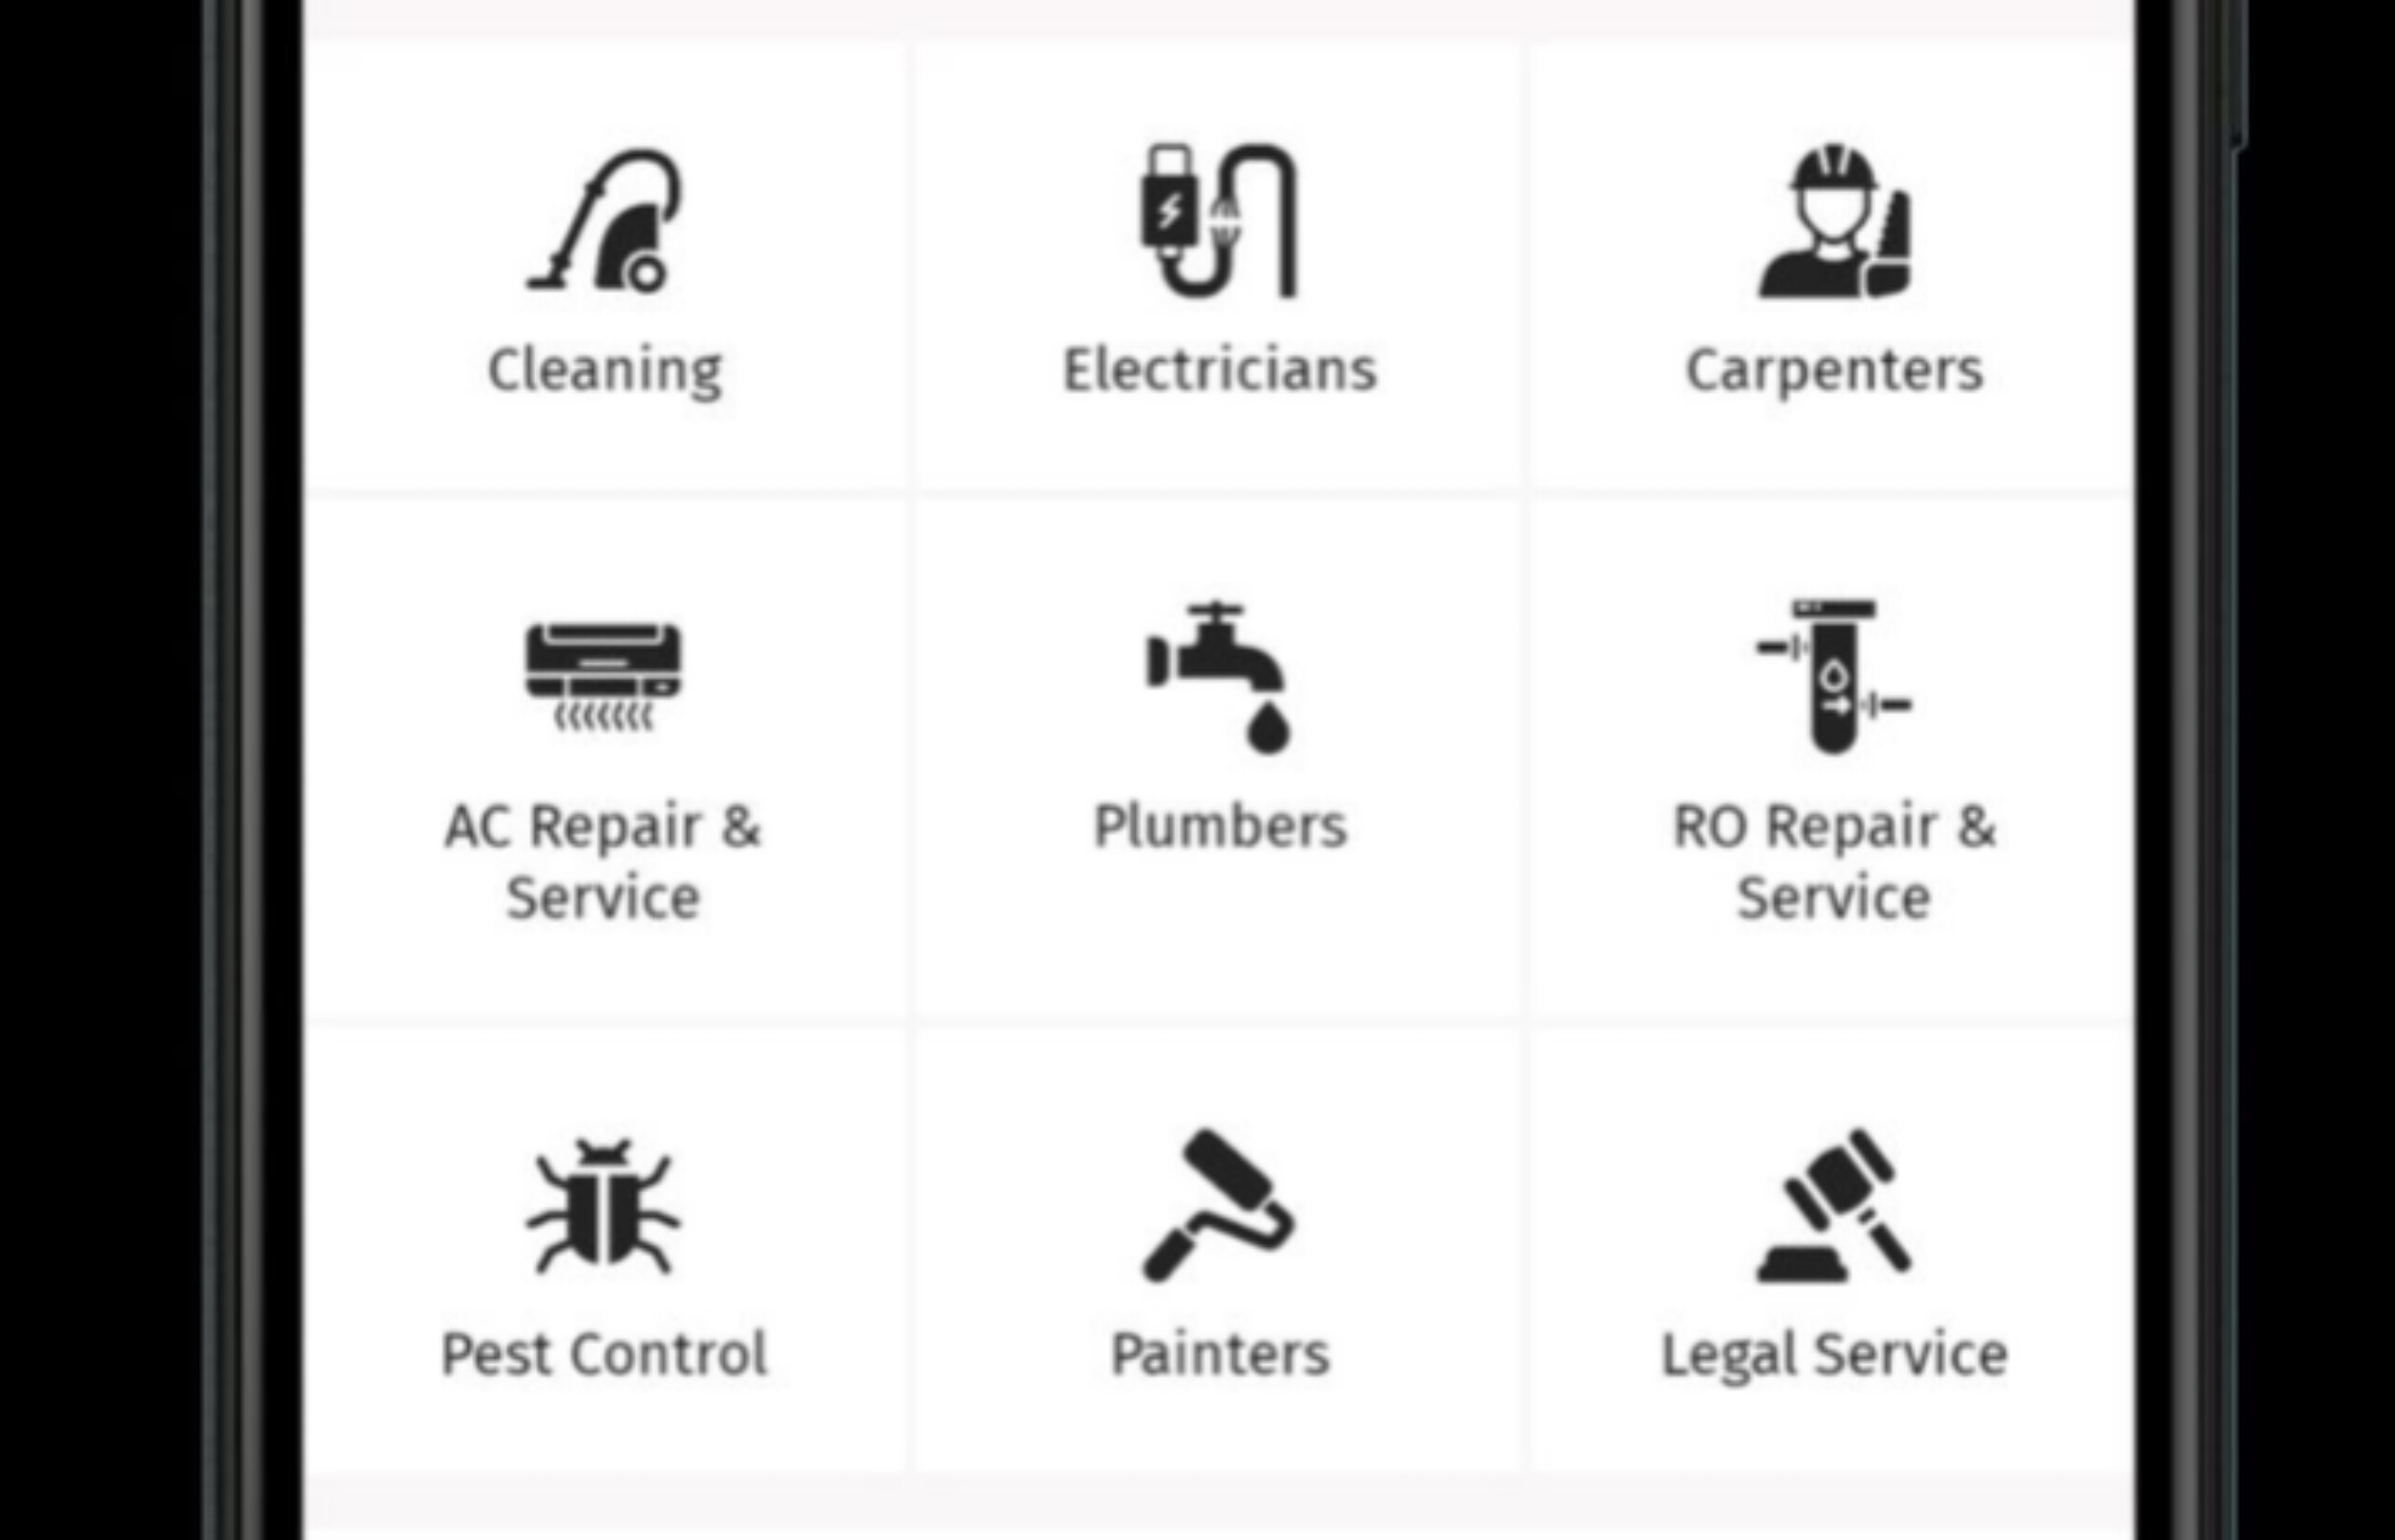 Cleaning
Electricians
Carpenters
AC Repair &
Service
Plumbers
RO Repair &
Service
Pest Control
Painters
Legal Service